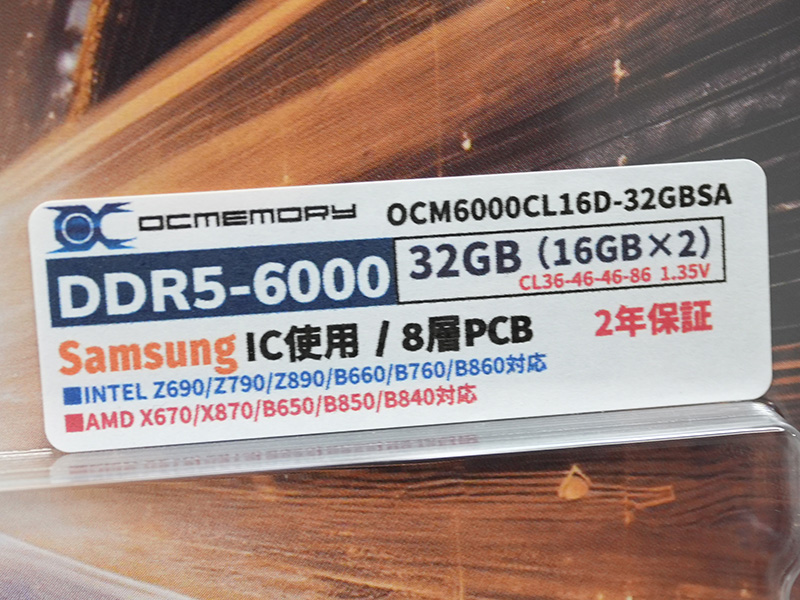 OCMEMORY OCM6000CL16D-32GBSA
DDR5-6000 32GB (16GB×2)
CL36-46-46-86 1.35V
Samsung IC使用 / 8層PCB 2年保証
■INTEL Z690/Z790/Z890/B660/B760/B860対応
■AMD X670/X870/B650/B850/B840対応